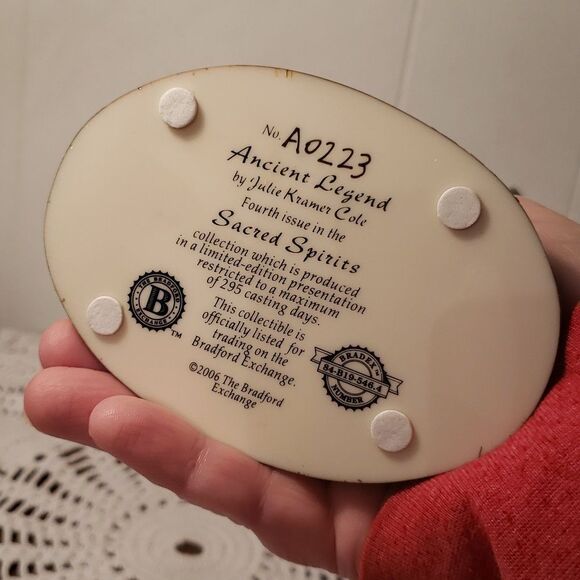 No. A0223
Ancient Legend
by Julie Kramer Cole
Fourth issue in the
Sacred Spirits
collection which is produced
in a limited-edition presentation
restricted to a maximum
of 295 casting days.
This collectible is
officially listed for
trading on the
Bradford Exchange.
©2006 The Bradford
Exchange
THE BRADFORD
B
EXCHANGE
TM
BRADEX
84-B19-546.4
NUMBER